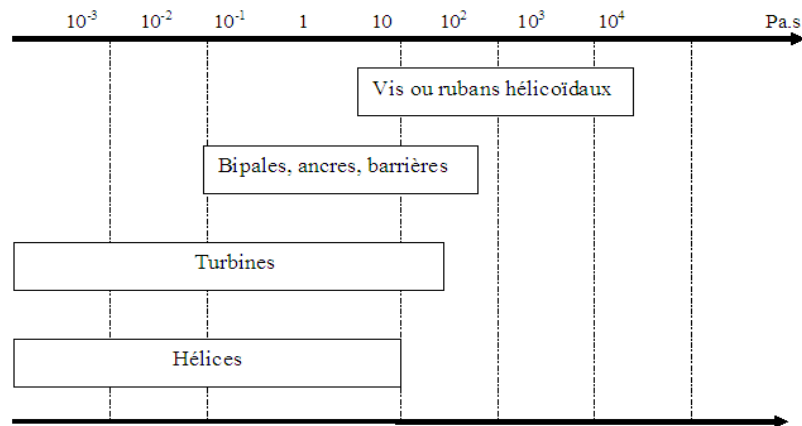 10⁻³ 10⁻² 10⁻¹ 1 10 10² 10³ 10⁴ Pa.s
Vis ou rubans hélicoïdaux
Bipales, ancres, barrières
Turbines
Hélices